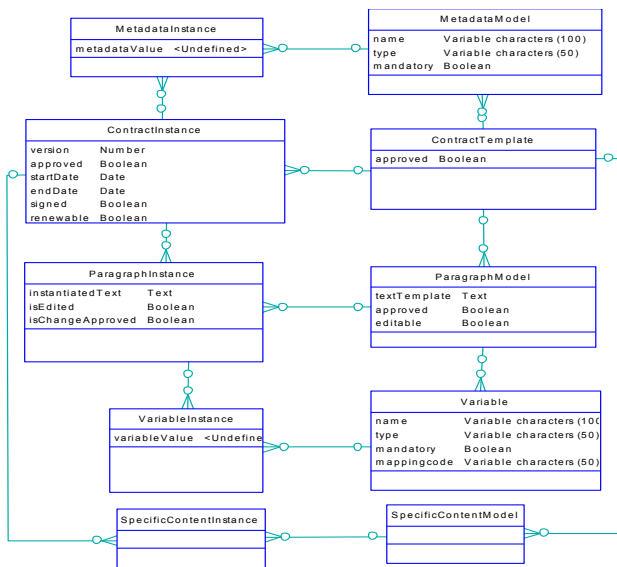 MetadataInstance
metadataValue <Undefined>
MetadataModel
name Variable characters (100)
type Variable characters (50)
mandatory Boolean
ContractInstance
version Number
approved Boolean
startDate Date
endDate Date
signed Boolean
renewable Boolean
ContractTemplate
approved Boolean
ParagraphInstance
instantiatedText Text
isEdited Boolean
isChangeApproved Boolean
ParagraphModel
textTemplate Text
approved Boolean
editable Boolean
VariableInstance
variableValue <Undefine
Variable
name Variable characters (100
type Variable characters (50)
mandatory Boolean
mappingcode Variable characters (50)
SpecificContentInstance
SpecificContentModel